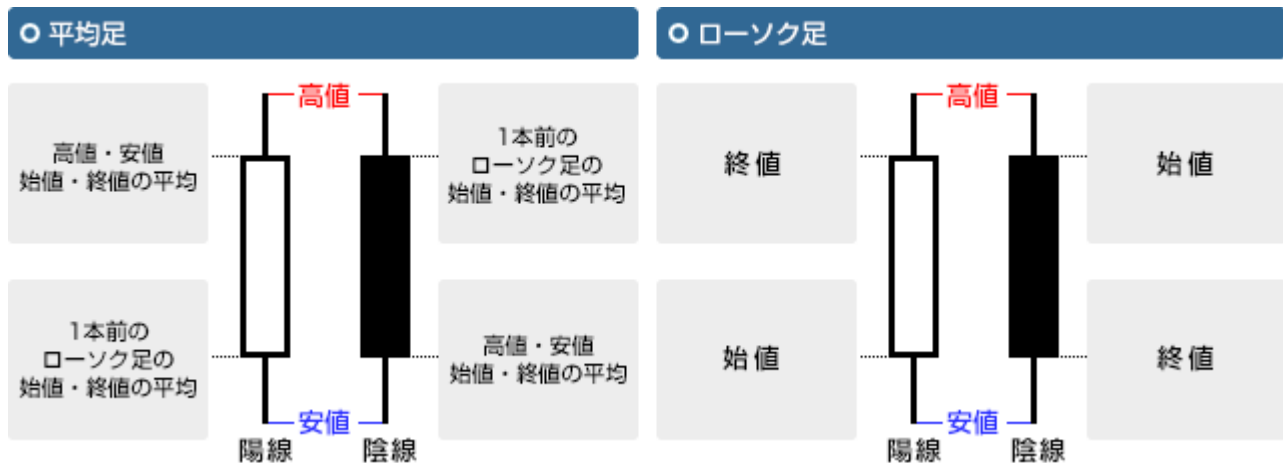 平均足
高値
高値・安値
始値・終値の平均
1本前の
ローソク足の
始値・終値の平均
1本前の
ローソク足の
始値・終値の平均
高値・安値
始値・終値の平均
安値
陽線
陰線
ローソク足
高値
終値
始値
始値
終値
安値
陽線
陰線